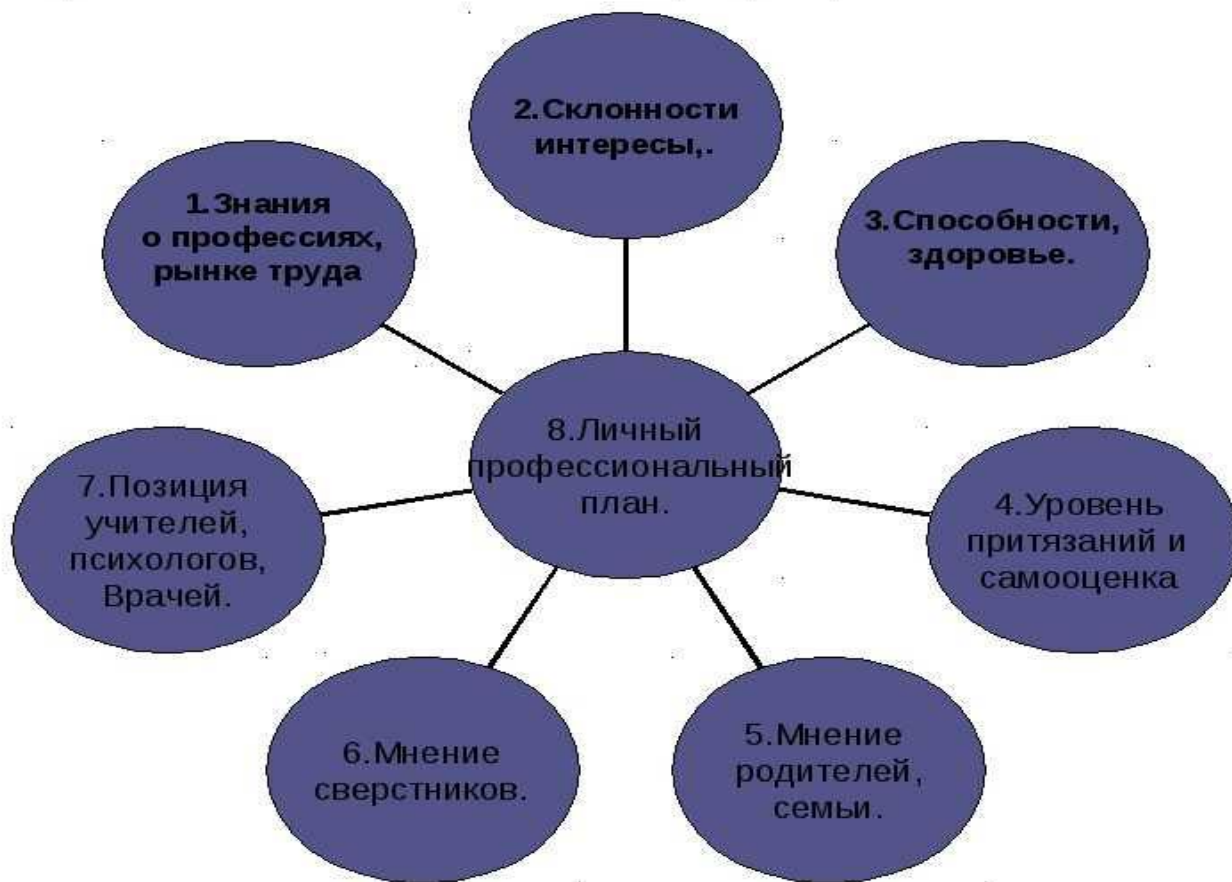 1.Знания
о профессиях,
рынке труда
2.Склонности
интересы,.
3.Способности,
здоровье.
4.Уровень
притязаний и
самооценка
5.Мнение
родителей,
семьи.
6.Мнение
сверстников.
7.Позиция
учителей,
психологов,
Врачей.
8.Личный
профессиональный
план.